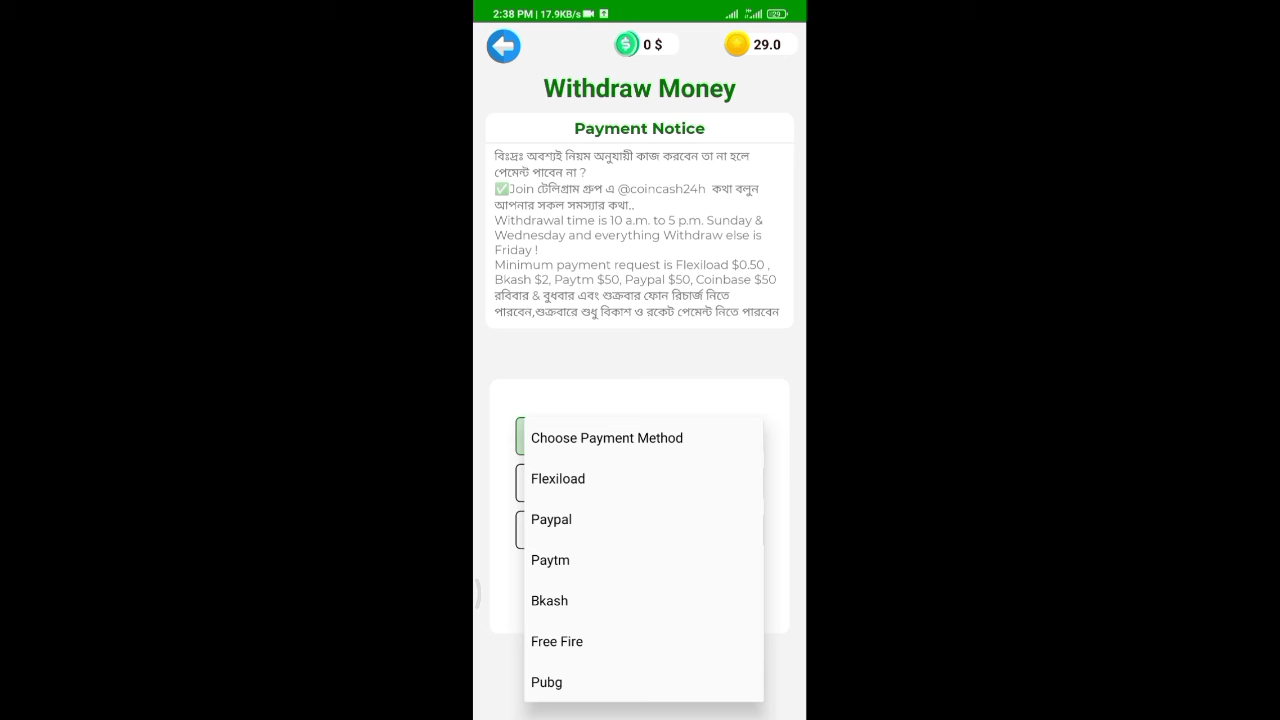 2:38 PM | 17.9KB/s
29
0 $
29.0
Withdraw Money
Payment Notice
বিঃদ্রঃ অবশ্যই নিয়ম অনুযায়ী কাজ করবেন তা না হলে
পেমেন্ট পাবেন না ?
✅Join টেলিগ্রাম গ্রুপ এ @coincash24h কথা বলুন
আপনার সকল সমস্যার কথা..
Withdrawal time is 10 a.m. to 5 p.m. Sunday &
Wednesday and everything Withdraw else is
Friday !
Minimum payment request is Flexiload $0.50 ,
Bkash $2, Paytm $50, Paypal $50, Coinbase $50
রবিবার & বুধবার এবং শুক্রবার ফোন রিচার্জ নিতে
পারবেন,শুক্রবারে শুধু বিকাশ ও রকেট পেমেন্ট নিতে পারবেন
Choose Payment Method
Flexiload
Paypal
Paytm
Bkash
Free Fire
Pubg